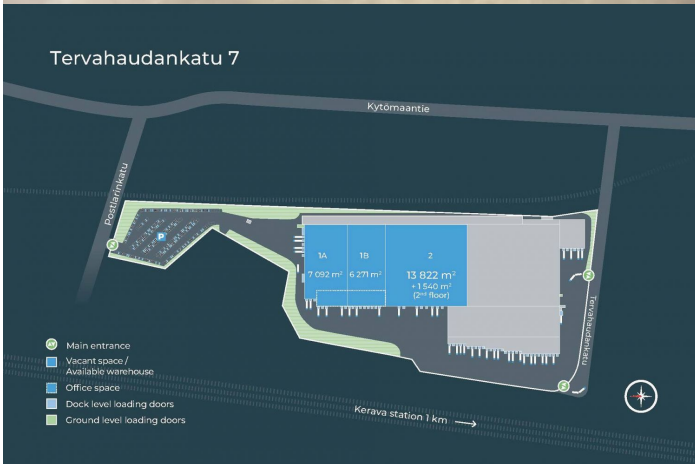 Tervahaudankatu 7
Kytömaantie
Postlarinkatu
P
1A
1B
2
7 092 m²
6 271 m²
13 822 m²
+ 1 540 m²
(2nd floor)
Tervahaudankatu
Main entrance
Vacant space /
Available warehouse
Office space
Dock level loading doors
Ground level loading doors
Kerava station 1 km